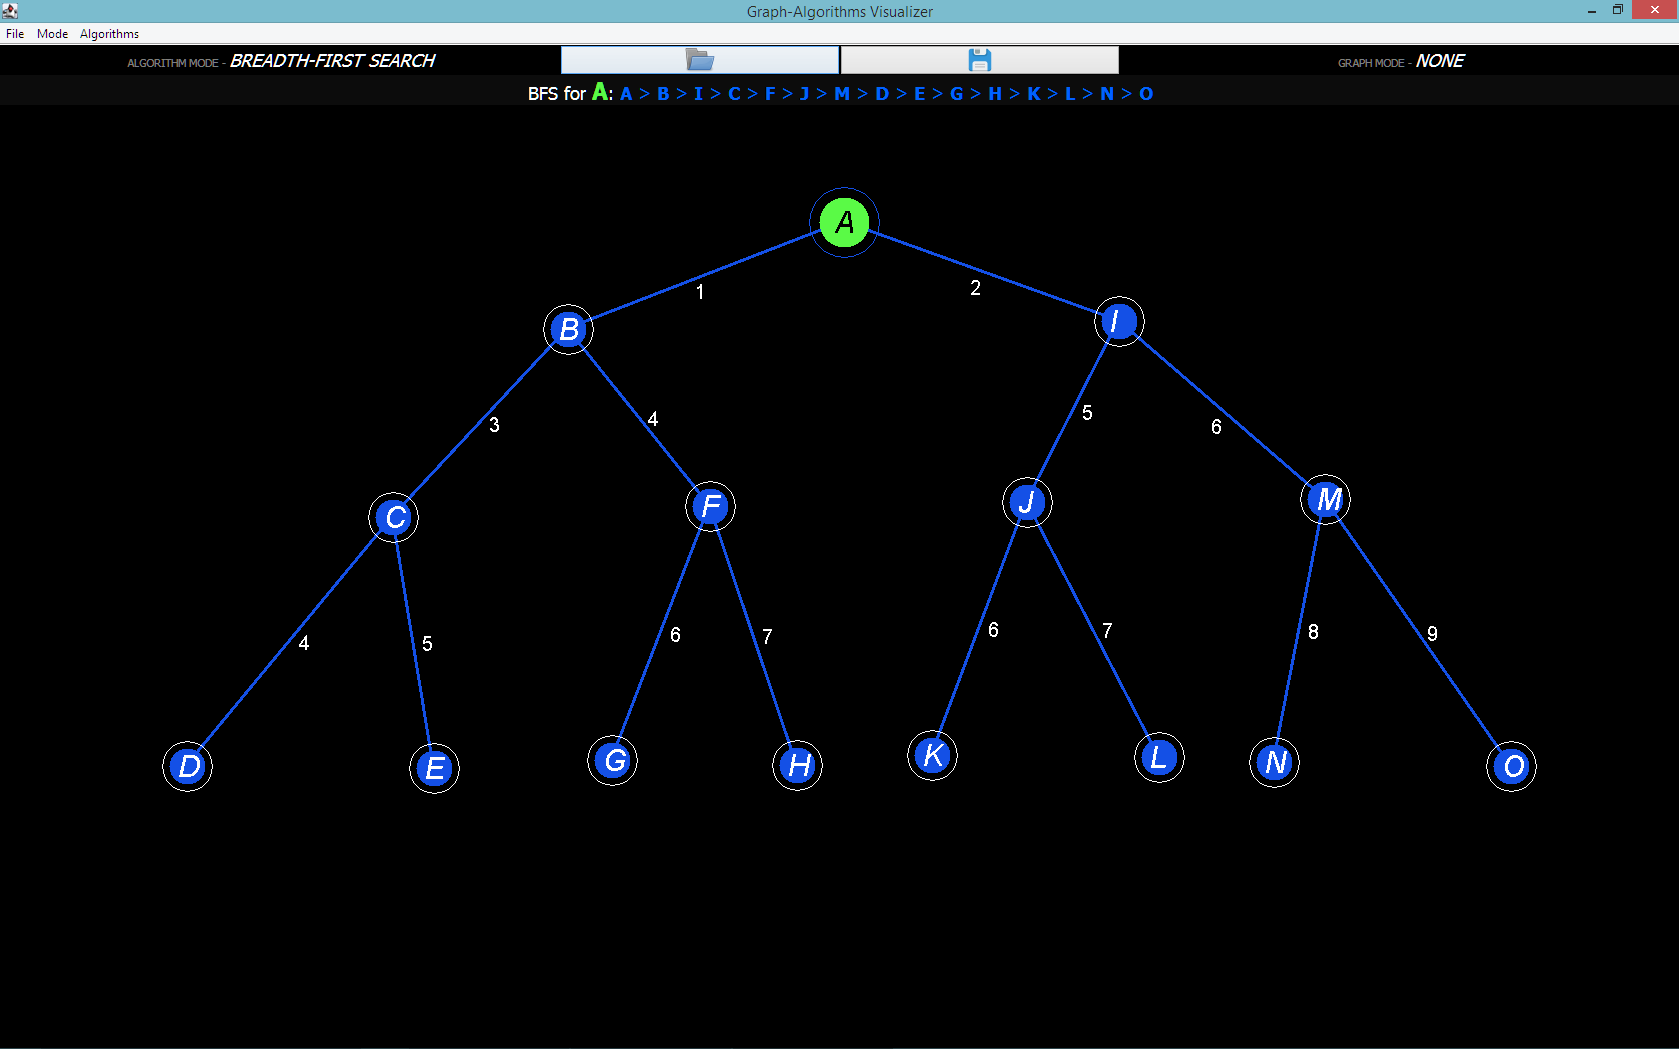 Graph-Algorithms Visualizer
File Mode Algorithms
ALGORITHM MODE - BREADTH-FIRST SEARCH
GRAPH MODE - NONE
BFS for A: A > B > I > C > F > J > M > D > E > G > H > K > L > N > O
A
1 2
B I
3 4 5 6
C F J M
4 5 6 7 6 7 8 9
D E G H K L N O